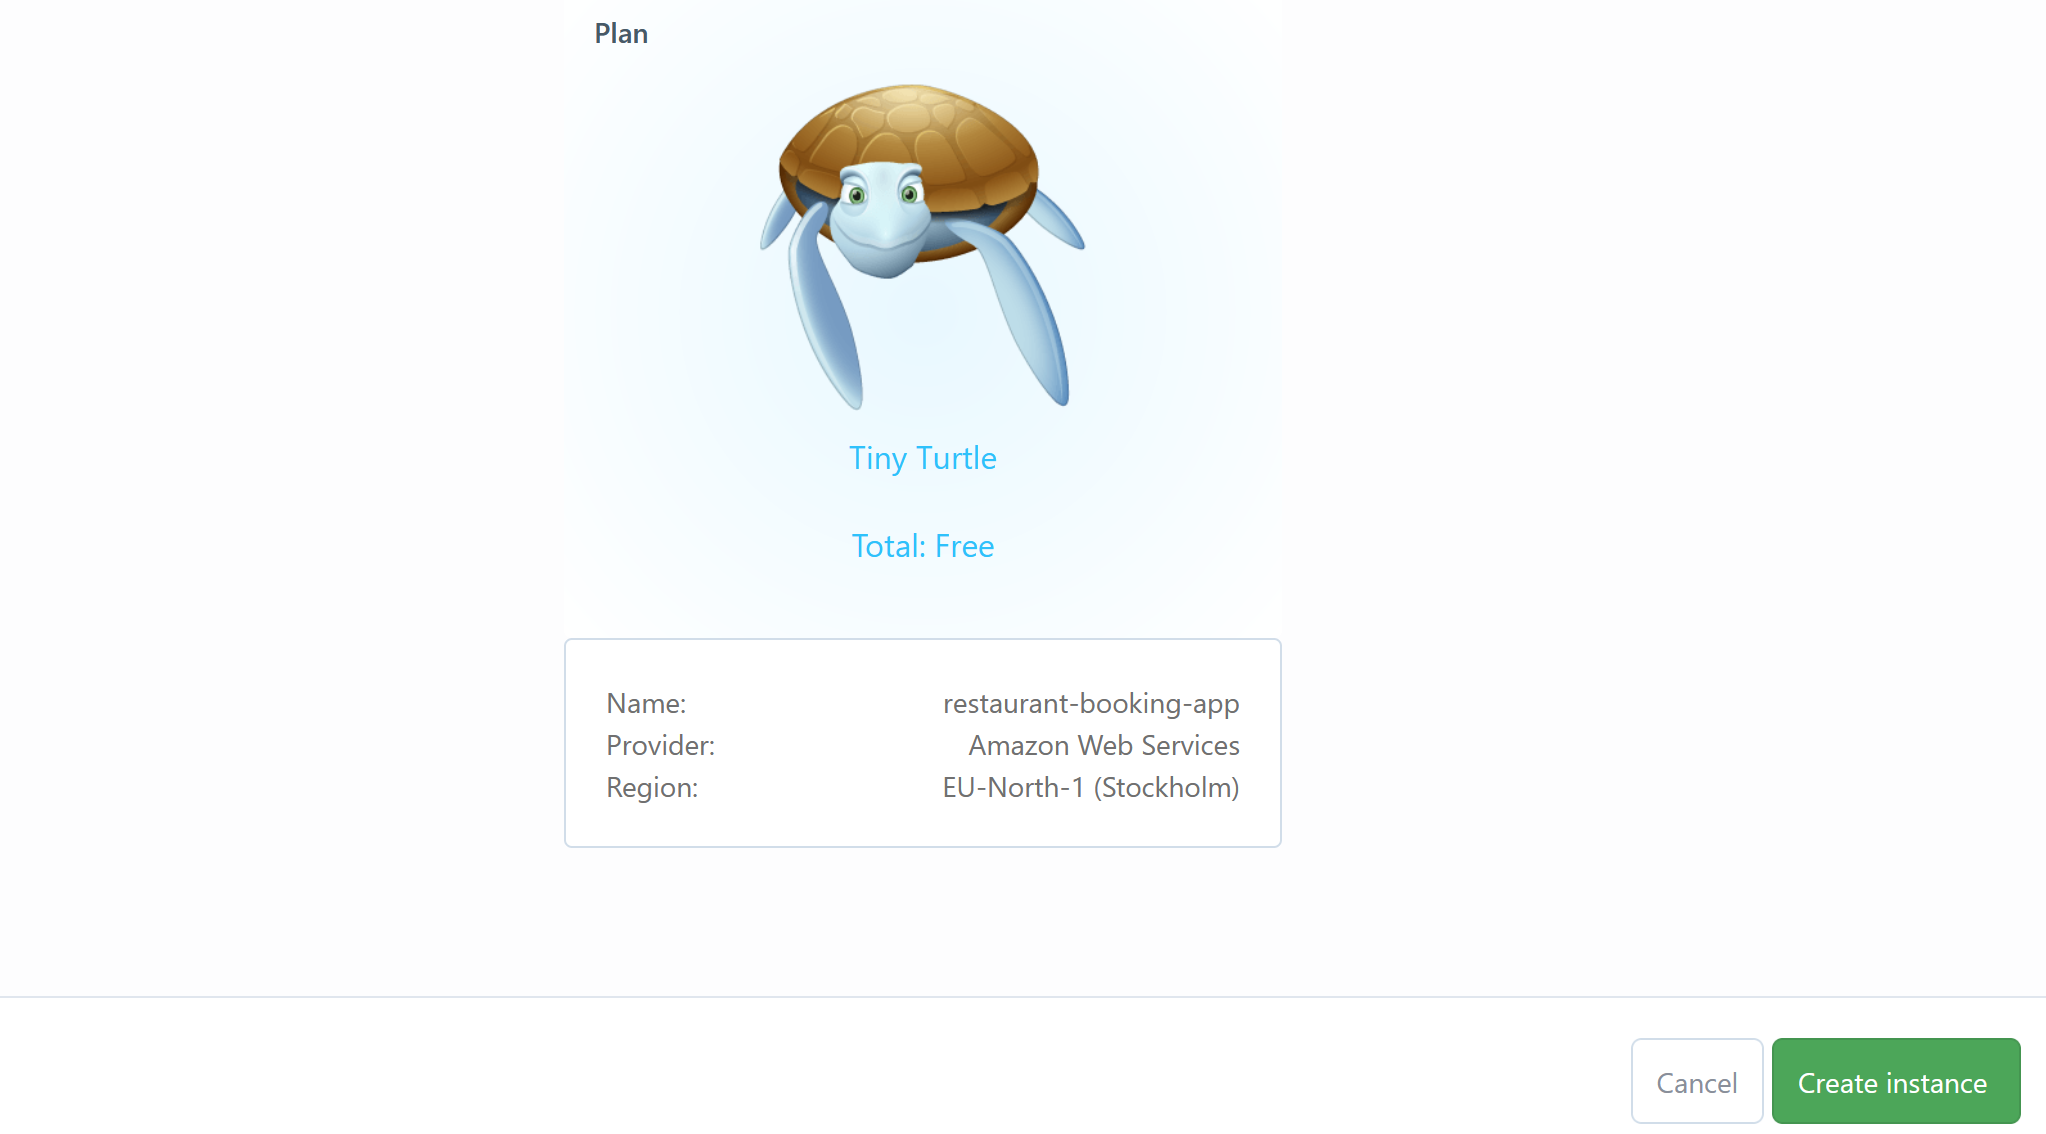 Plan
Tiny Turtle
Total: Free
Name: restaurant-booking-app
Provider: Amazon Web Services
Region: EU-North-1 (Stockholm)
Cancel Create instance